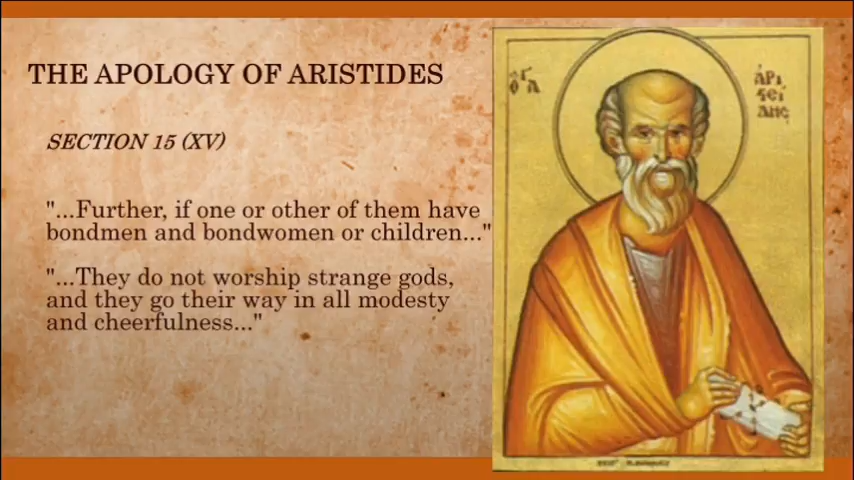 THE APOLOGY OF ARISTIDES
SECTION 15 (XV)
"...Further, if one or other of them have
bondmen and bondwomen or children..."
"...They do not worship strange gods,
and they go their way in all modesty
and cheerfulness..."